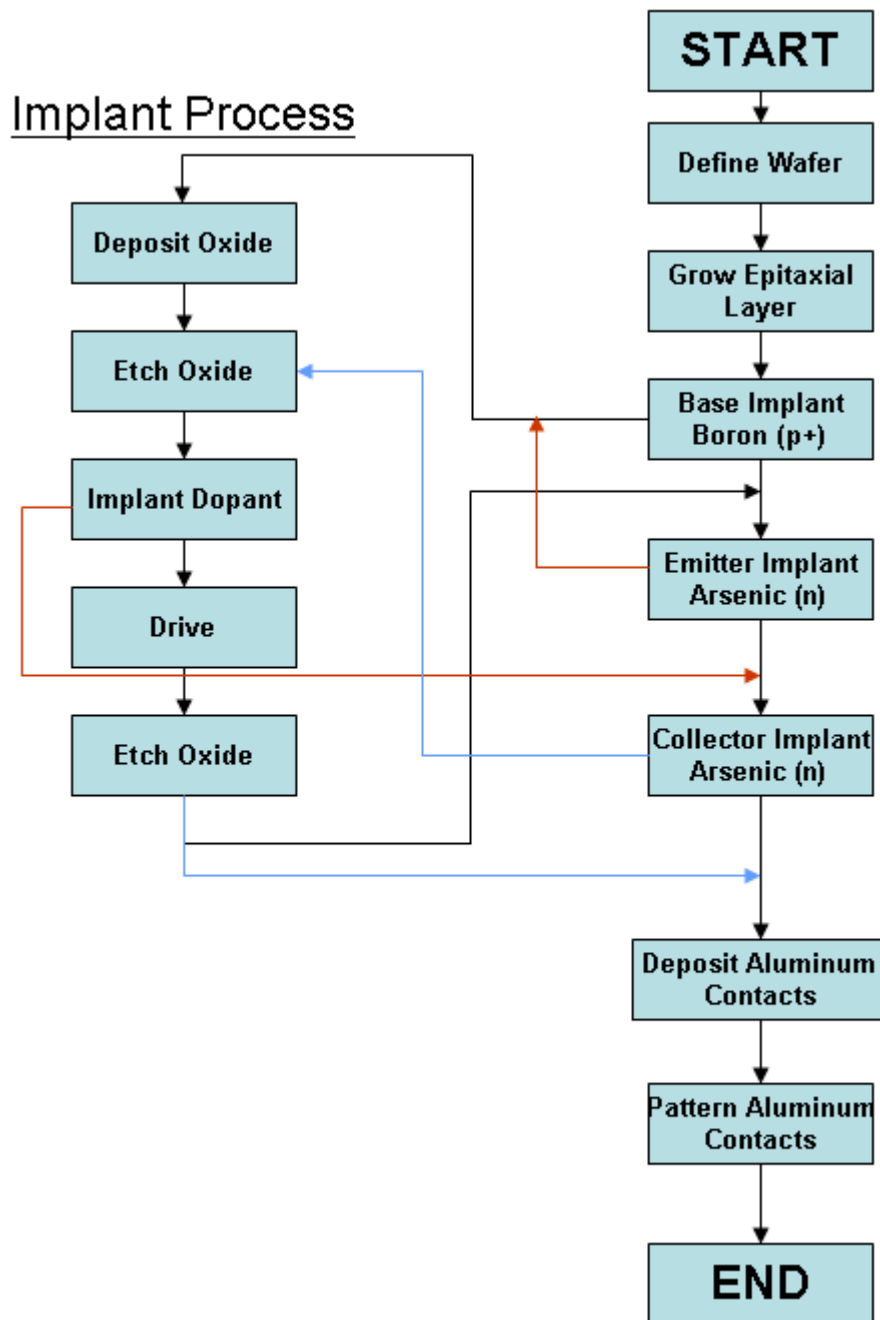 START
Implant Process
Define Wafer
Deposit Oxide
Grow Epitaxial
Layer
Etch Oxide
Base Implant
Boron (p+)
Implant Dopant
Emitter Implant
Arsenic (n)
Drive
Etch Oxide
Collector Implant
Arsenic (n)
Deposit Aluminum
Contacts
Pattern Aluminum
Contacts
END